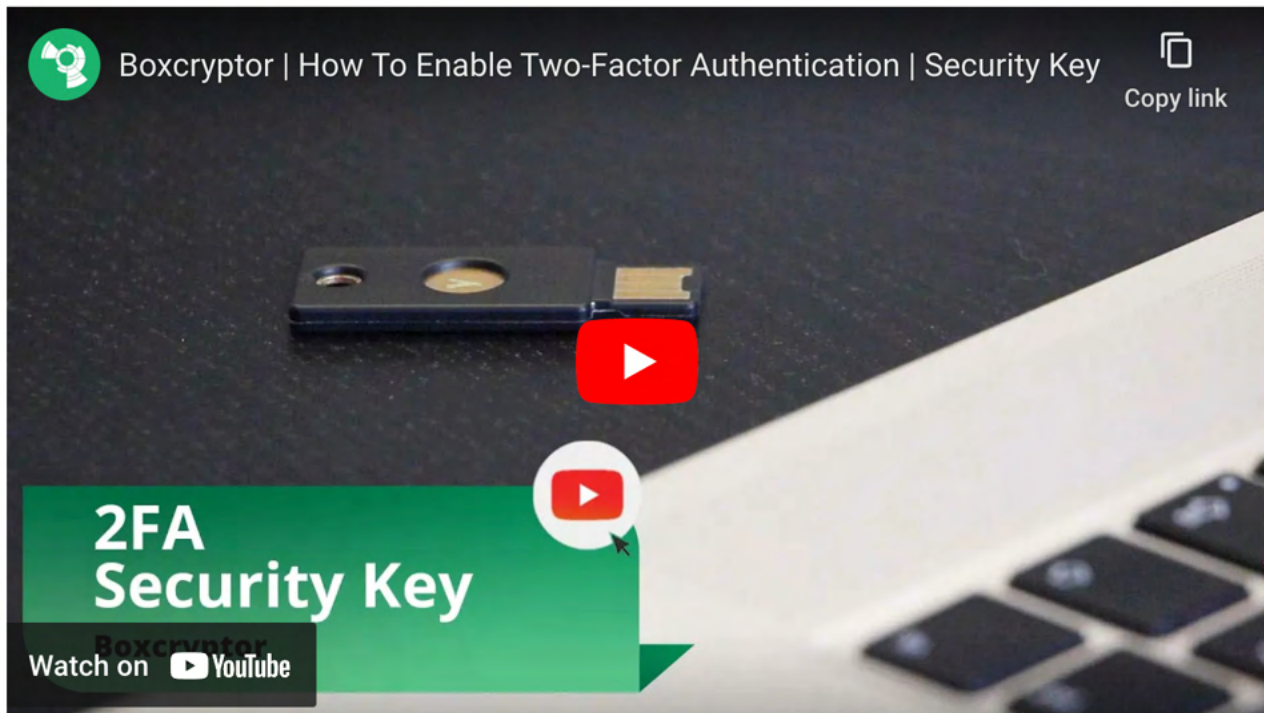 Boxcryptor | How To Enable Two-Factor Authentication | Security Key
Copy link
2FA
Security Key
Boxcryptor
Watch on YouTube